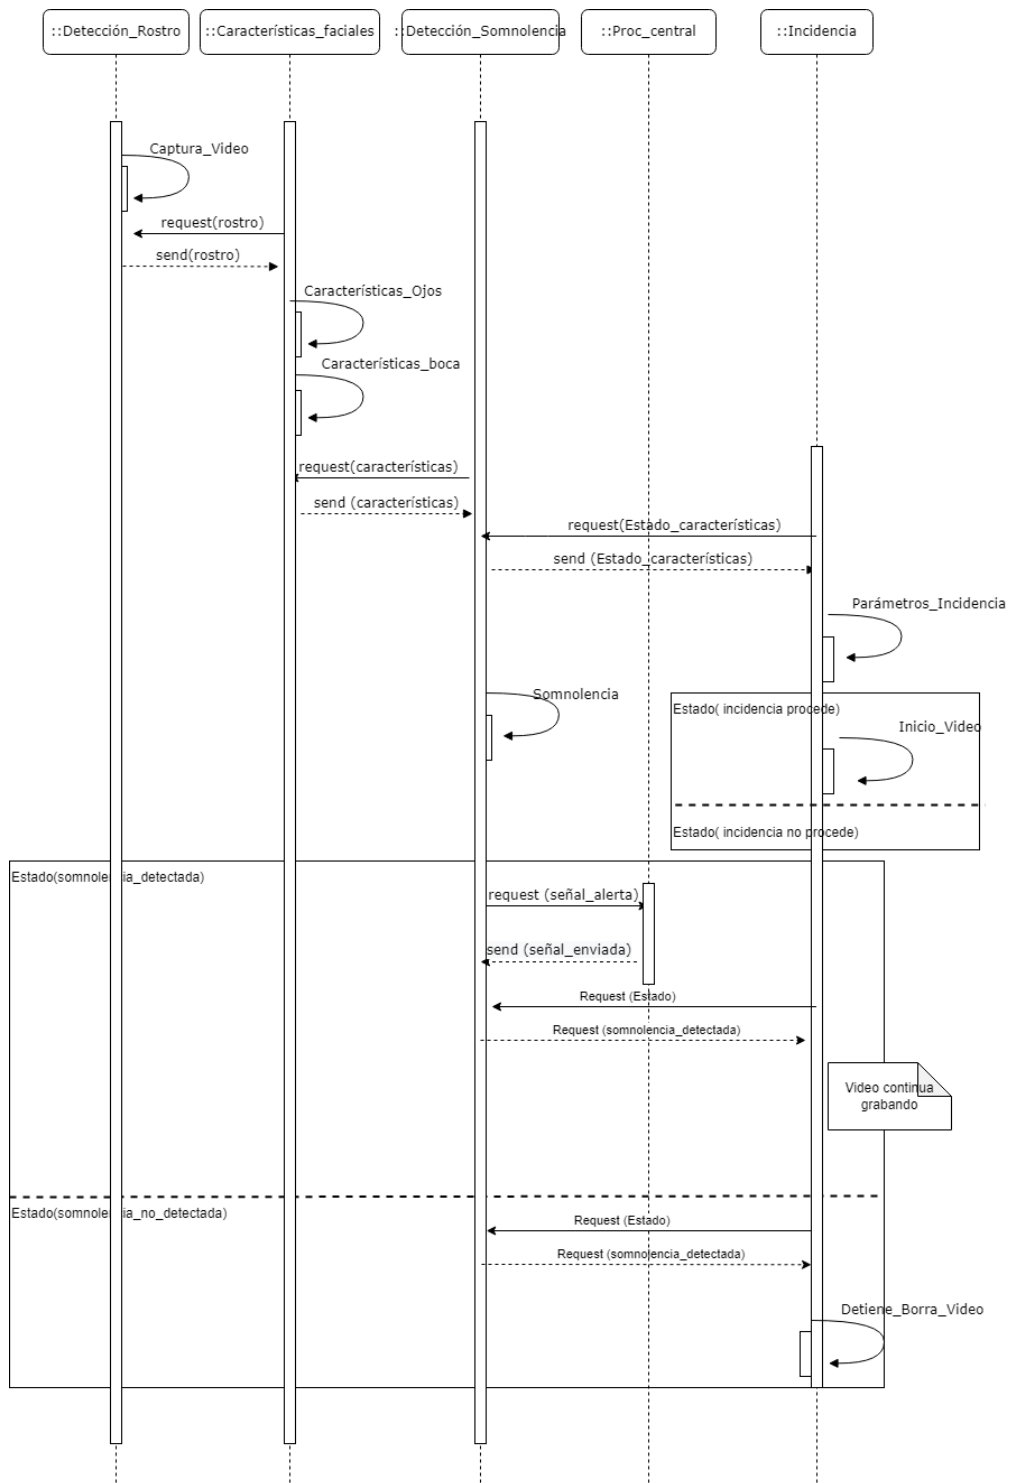 ::Detección_Rostro
::Características_faciales
::Detección_Somnolencia
::Proc_central
::Incidencia
Captura_Video
request(rostro)
send(rostro)
Características_Ojos
Características_boca
request(características)
send (características)
request(Estado_características)
send (Estado_características)
Parámetros_Incidencia
Somnolencia
Estado( incidencia procede)
Inicio_Video
Estado( incidencia no procede)
Estado(somnolencia_detectada)
request (señal_alerta)
send (señal_enviada)
Request (Estado)
Request (somnolencia_detectada)
Video continua
grabando
Estado(somnolencia_no_detectada)
Request (Estado)
Request (somnolencia_detectada)
Detiene_Borra_Video